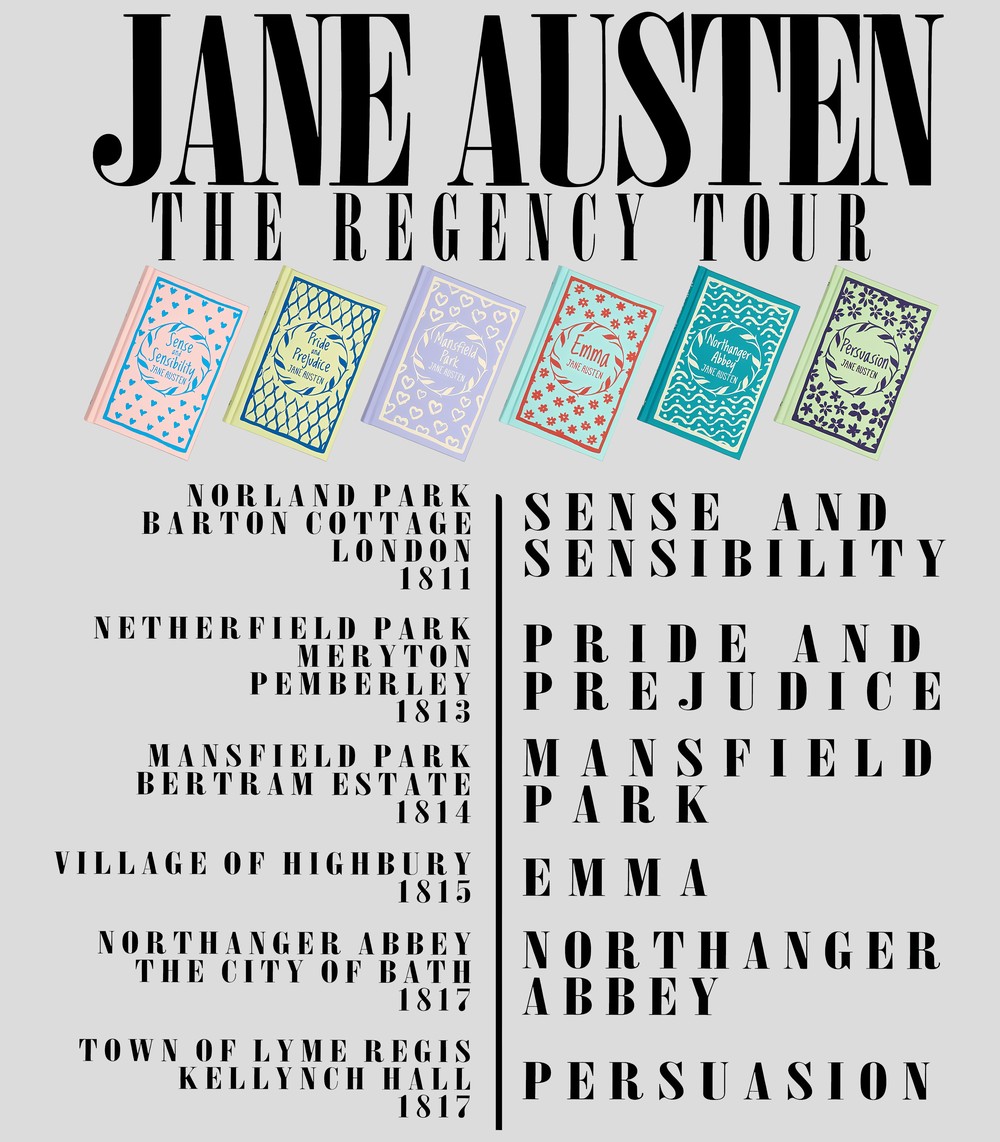 JANE AUSTEN
THE REGENCY TOUR
Sense
and
Sensibility
JANE AUSTEN
Pride
and
Prejudice
JANE AUSTEN
Mansfield
Park
JANE AUSTEN
Emma
JANE AUSTEN
Northanger
Abbey
JANE AUSTEN
Persuasion
JANE AUSTEN
NORLAND PARK
BARTON COTTAGE
LONDON
1811
SENSE AND
SENSIBILITY
NETHERFIELD PARK
MERYTON
PEMBERLEY
1813
PRIDE AND
PREJUDICE
MANSFIELD PARK
BERTRAM ESTATE
1814
MANSFIELD
PARK
VILLAGE OF HIGHBURY
1815
EMMA
NORTHANGER ABBEY
THE CITY OF BATH
1817
NORTHANGER
ABBEY
TOWN OF LYME REGIS
KELLYNCH HALL
1817
PERSUASION